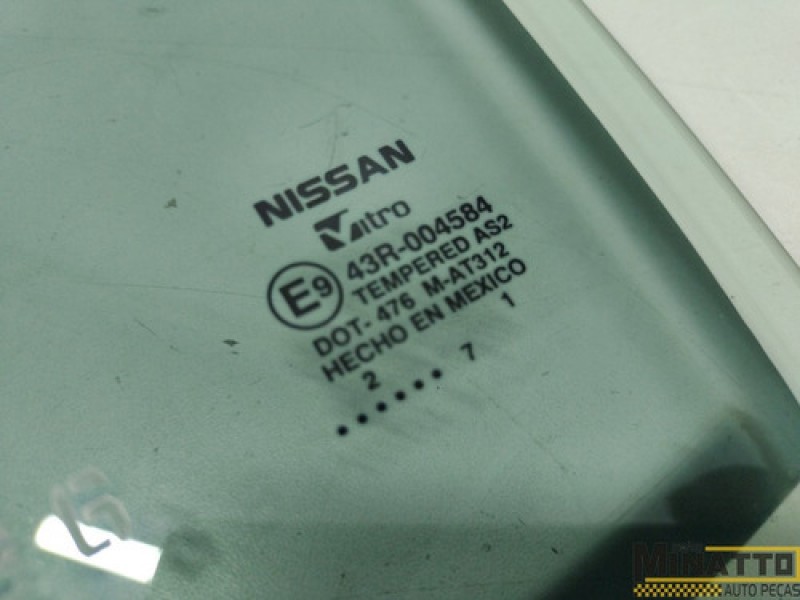 NISSAN
Vitro
43R-004584
E9
TEMPERED AS2
DOT-476 M-AT312
HECHO EN MEXICO
2 7 1
......
MINATTO
AUTO PEÇAS